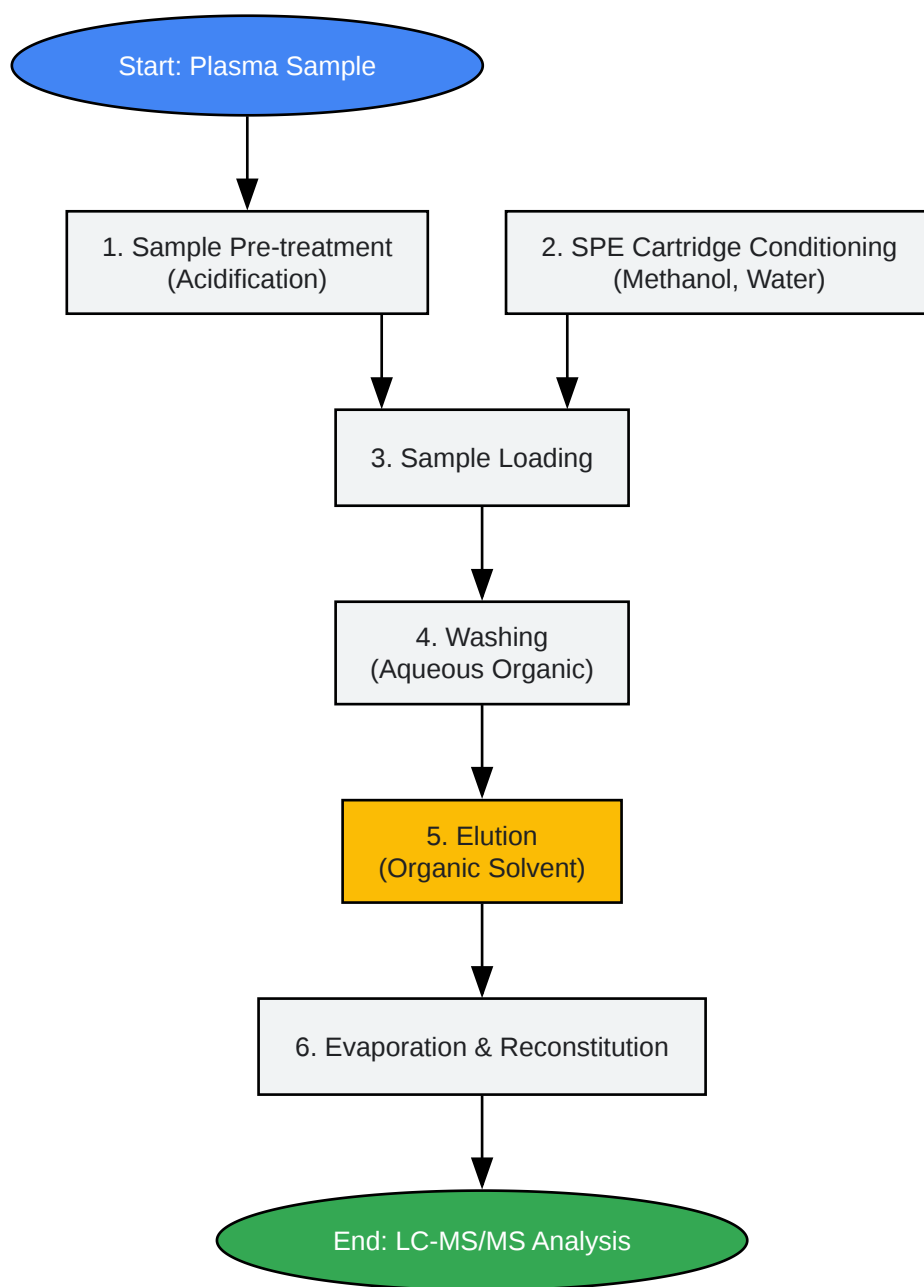 Start: Plasma Sample
1. Sample Pre-treatment
(Acidification)
2. SPE Cartridge Conditioning
(Methanol, Water)
3. Sample Loading
4. Washing
(Aqueous Organic)
5. Elution
(Organic Solvent)
6. Evaporation & Reconstitution
End: LC-MS/MS Analysis